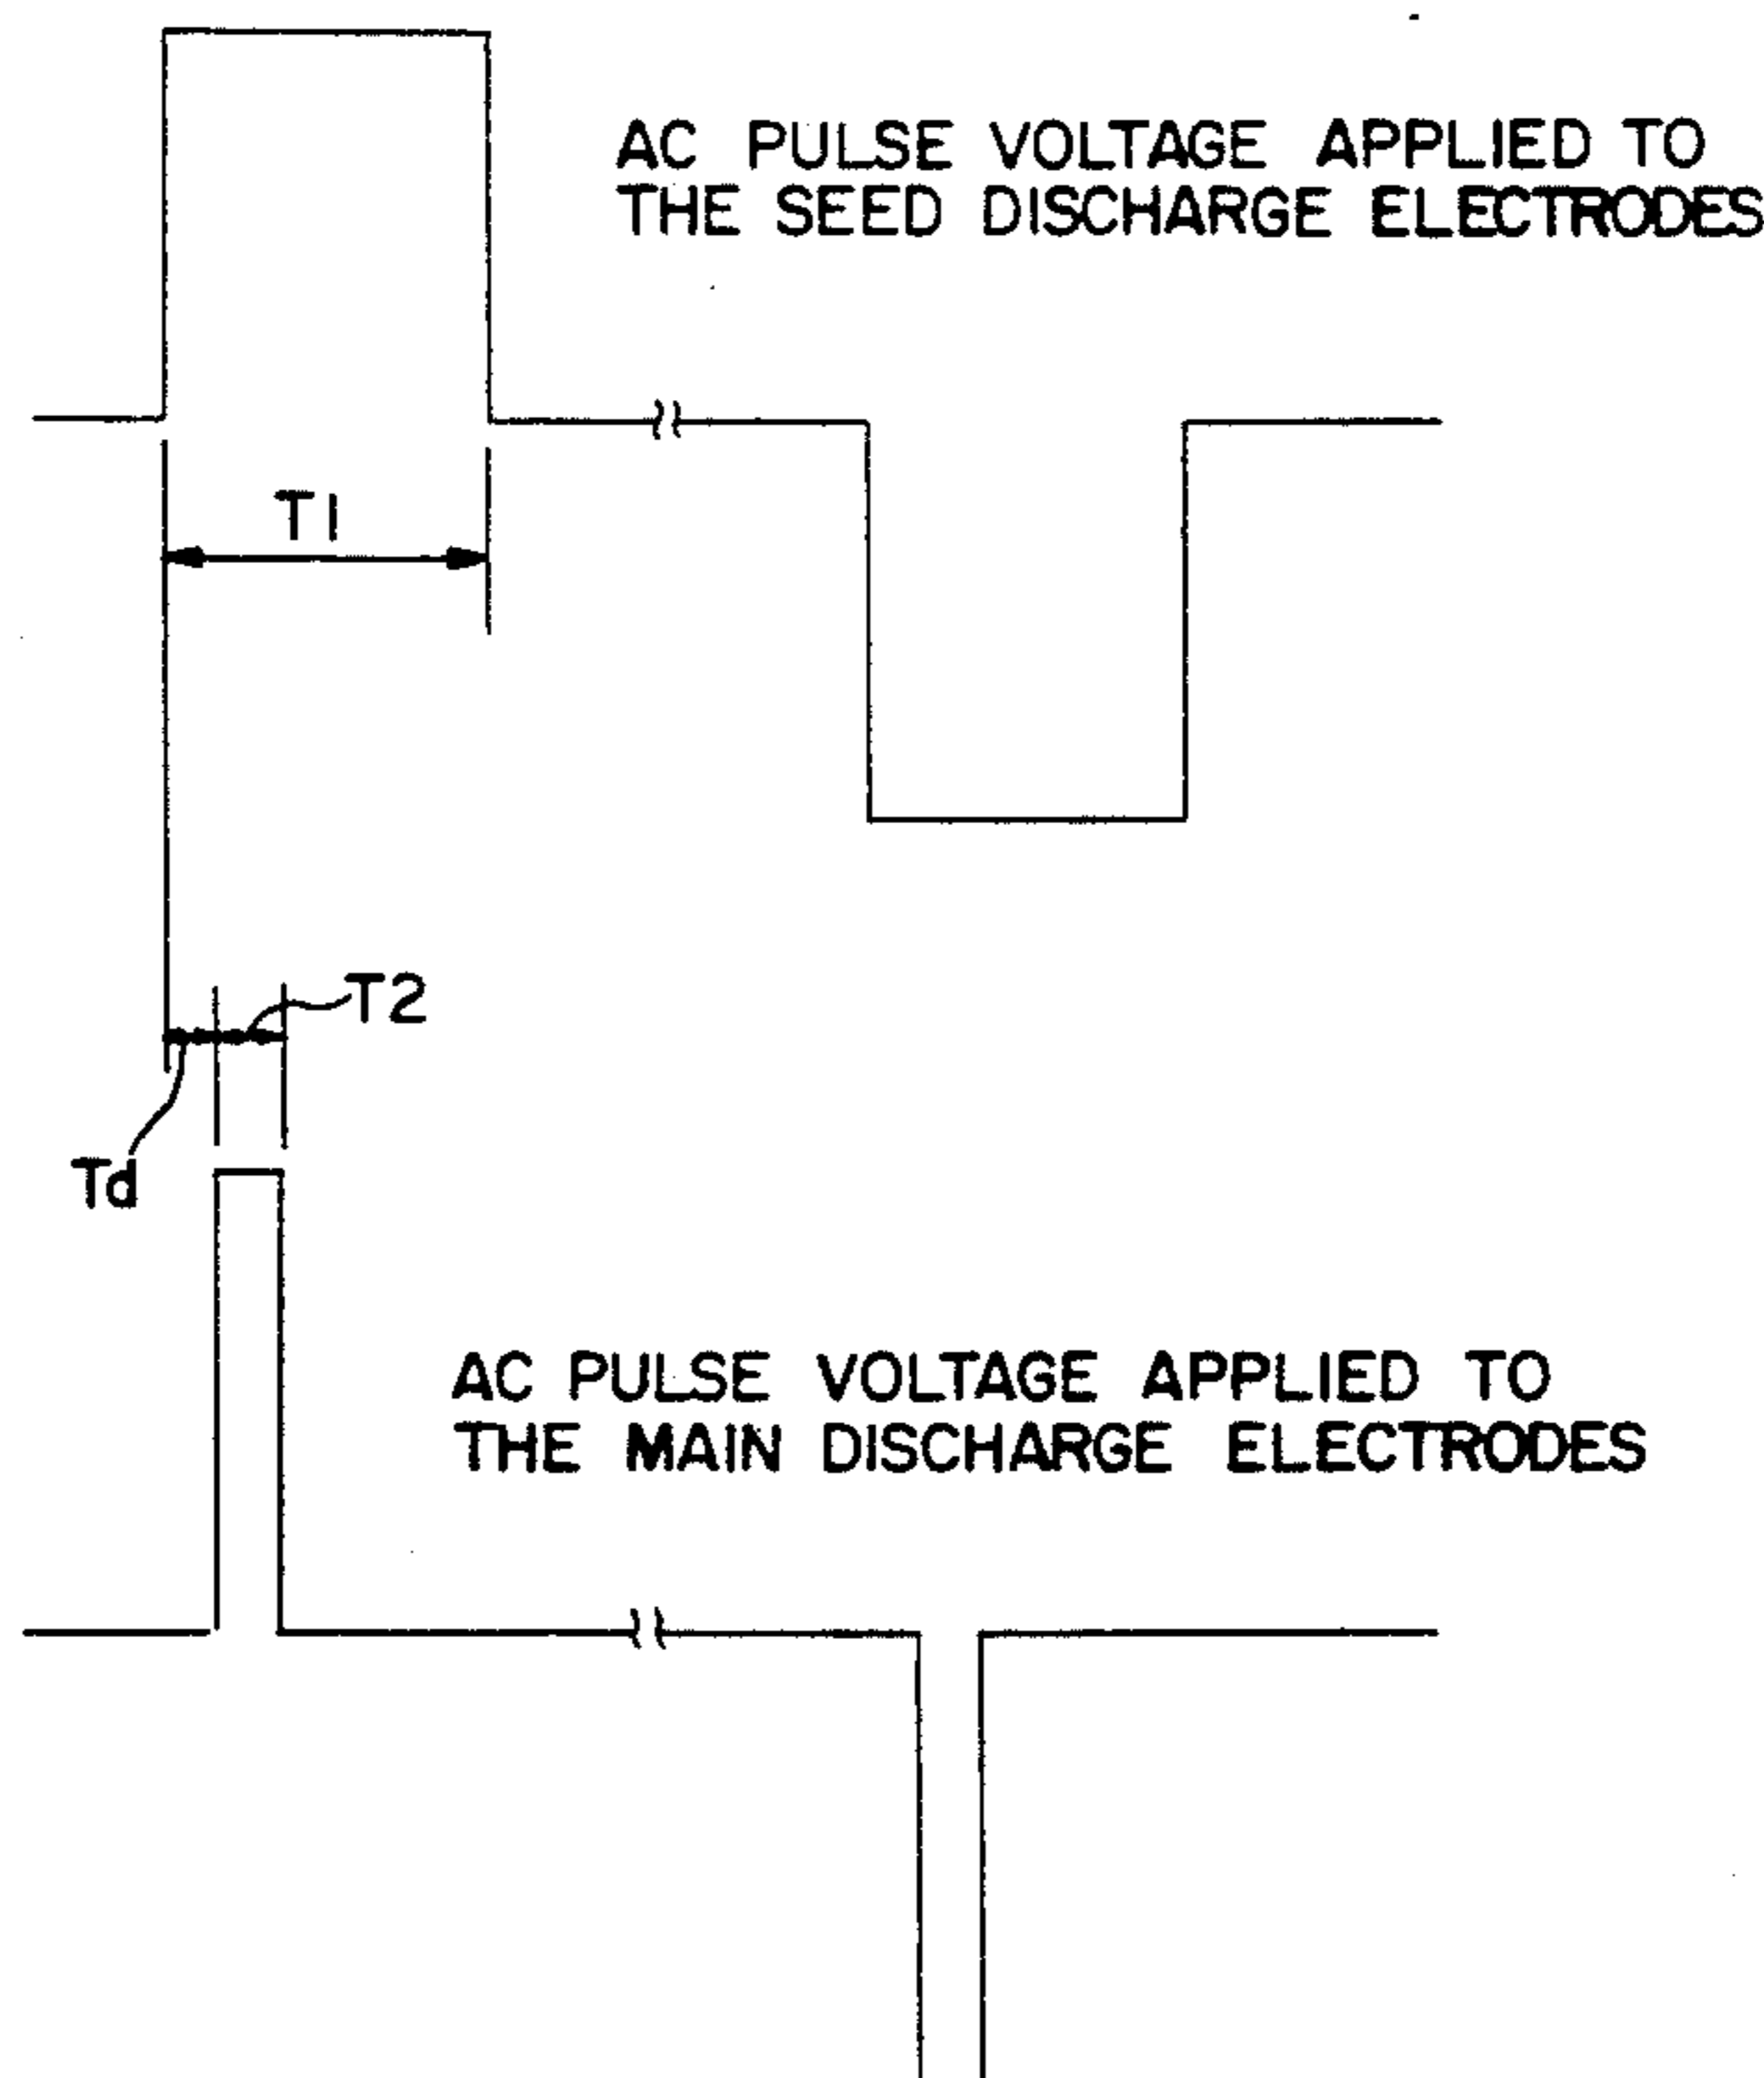 AC PULSE VOLTAGE APPLIED TO
THE SEED DISCHARGE ELECTRODES
T1
T2
Td
AC PULSE VOLTAGE APPLIED TO
THE MAIN DISCHARGE ELECTRODES